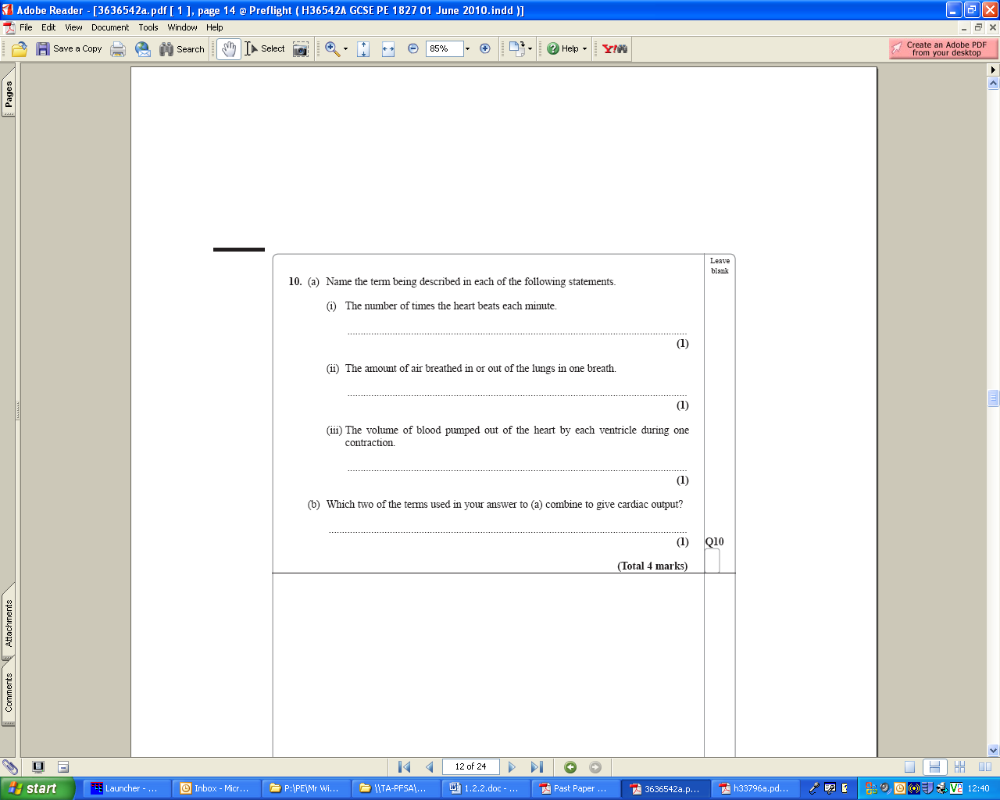 Adobe Reader - [3636542a.pdf [ 1 ], page 14 @ Preflight ( H36542A GCSE PE 1827 01 June 2010.indd )]
File Edit View Document Tools Window Help
Save a Copy Search Select 85% Help Y!
Create an Adobe PDF
from your desktop
Pages
Leave
blank
10. (a) Name the term being described in each of the following statements.
(i) The number of times the heart beats each minute.
(1)
(ii) The amount of air breathed in or out of the lungs in one breath.
(1)
(iii) The volume of blood pumped out of the heart by each ventricle during one
contraction.
(1)
(b) Which two of the terms used in your answer to (a) combine to give cardiac output?
(1) Q10
(Total 4 marks)
Attachments
Comments
12 of 24
start Launcher - ... Inbox - Micr... P:\PE\Mr Wi... \\TA-PFSA\... 1.2.2.doc - ... Past Paper ... 3636542a.p... h33796a.pd... 12:40